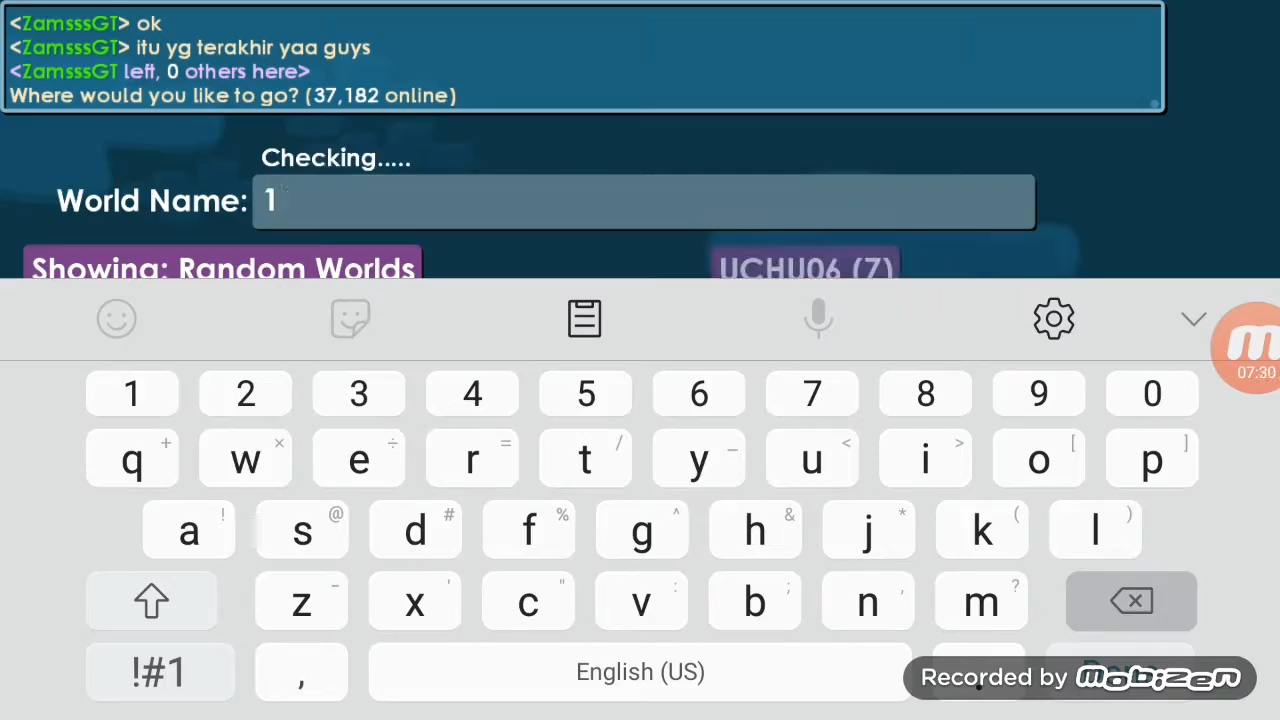 <ZamsssGT> ok
<ZamsssGT> itu yg terakhir yaa guys
<ZamsssGT left, 0 others here>
Where would you like to go? (37,182 online)
Checking.....
World Name: 1
Showing: Random Worlds UCHU06 (7)
07:30
1 2 3 4 5 6 7 8 9 0
q + w × e ÷ r = t / y _ u < i > o [ p ]
a ! s @ d # f % g ^ h & j * k ( l )
z - x ' c " v : b ; n , m ?
!#1 , English (US) . Done
Recorded by mobizen